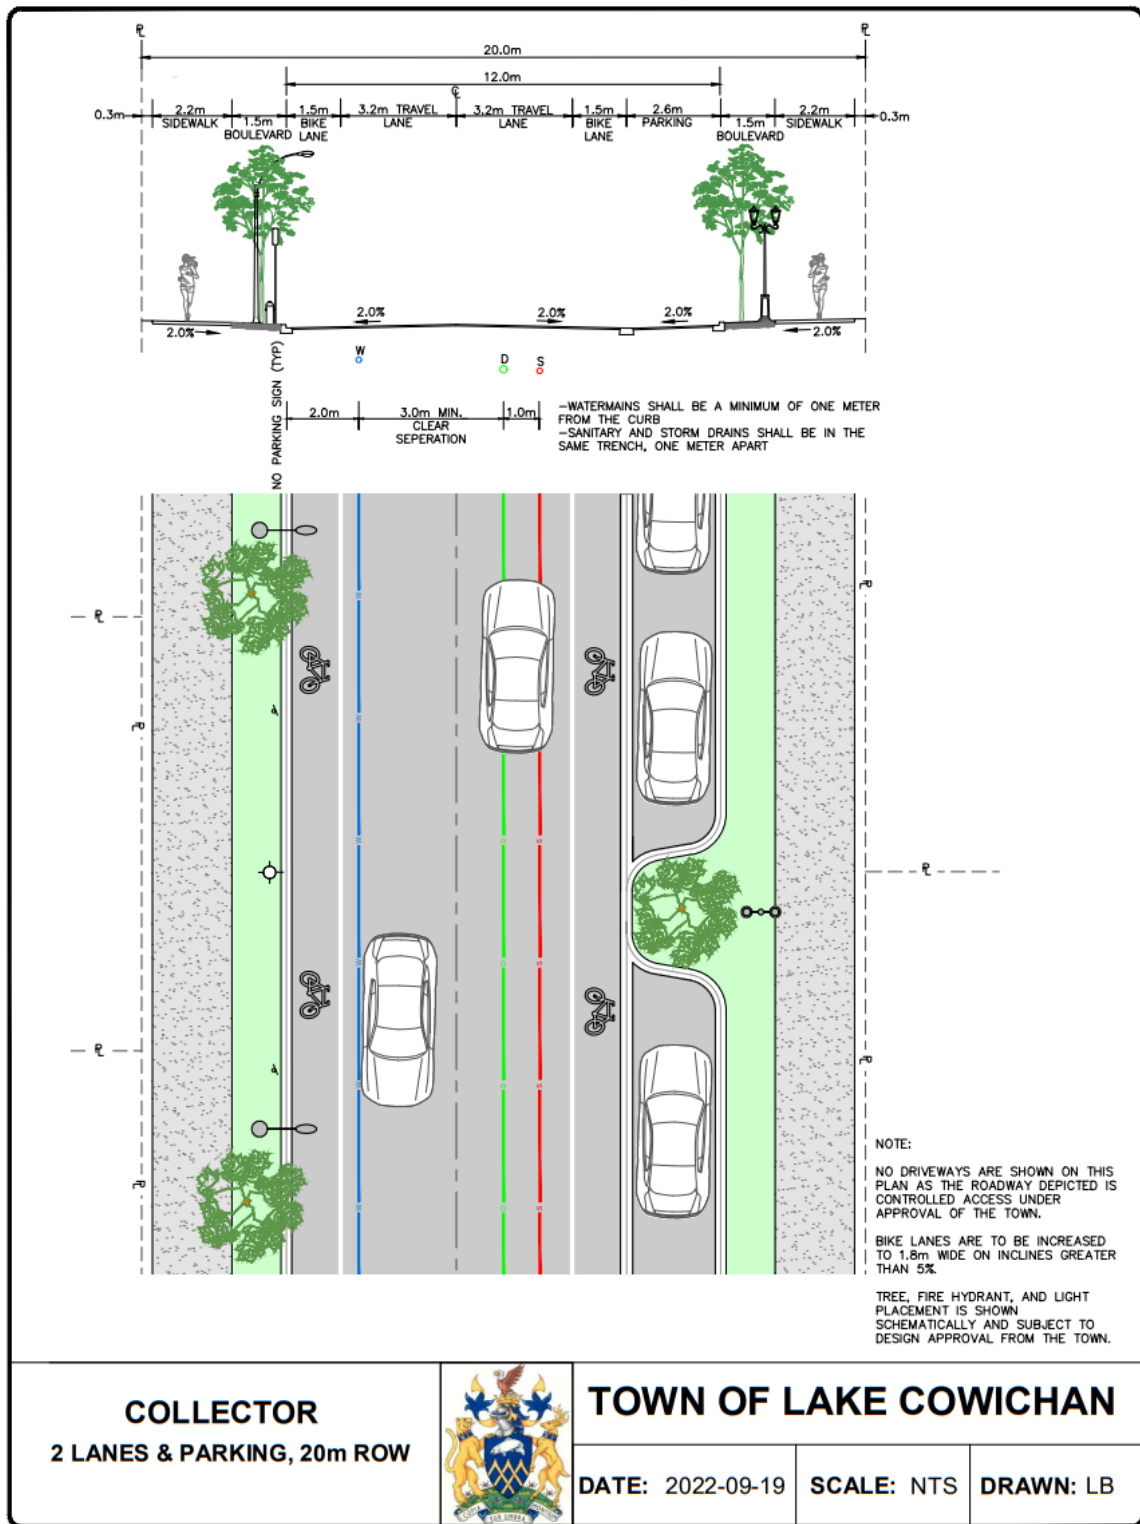 ℄
℄
20.0m
12.0m
℄
0.3m
2.2m
SIDEWALK
1.5m
BOULEVARD
1.5m
BIKE
LANE
3.2m TRAVEL
LANE
3.2m TRAVEL
LANE
1.5m
BIKE
LANE
2.6m
PARKING
1.5m
BOULEVARD
2.2m
SIDEWALK
0.3m
2.0%
2.0%
2.0%
2.0%
2.0%
NO PARKING SIGN (TYP)
W
D
S
2.0m
3.0m MIN.
CLEAR
SEPERATION
1.0m
-WATERMAINS SHALL BE A MINIMUM OF ONE METER
FROM THE CURB
-SANITARY AND STORM DRAINS SHALL BE IN THE
SAME TRENCH, ONE METER APART
NOTE:
NO DRIVEWAYS ARE SHOWN ON THIS
PLAN AS THE ROADWAY DEPICTED IS
CONTROLLED ACCESS UNDER
APPROVAL OF THE TOWN.
BIKE LANES ARE TO BE INCREASED
TO 1.8m WIDE ON INCLINES GREATER
THAN 5%.
TREE, FIRE HYDRANT, AND LIGHT
PLACEMENT IS SHOWN
SCHEMATICALLY AND SUBJECT TO
DESIGN APPROVAL FROM THE TOWN.
COLLECTOR
2 LANES & PARKING, 20m ROW
SUB UMBRA
TOWN OF LAKE COWICHAN
DATE: 2022-09-19
SCALE: NTS
DRAWN: LB